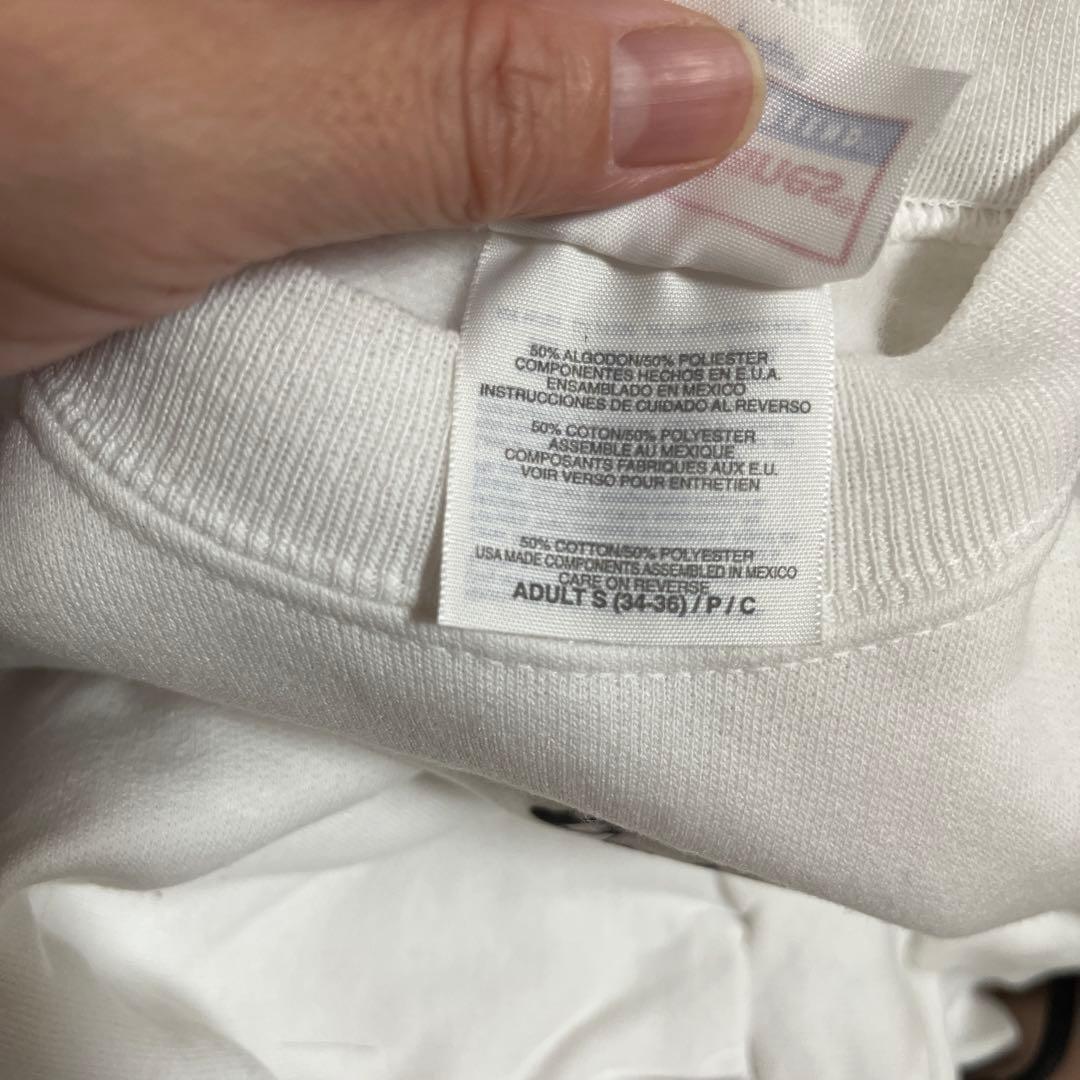 50% ALGODON/50% POLIESTER
COMPONENTES HECHOS EN E.U.A.
ENSAMBLADO EN MEXICO
INSTRUCCIONES DE CUIDADO AL REVERSO
50% COTON/50% POLYESTER
ASSEMBLE AU MEXIQUE
COMPOSANTS FABRIQUES AUX E.U.
VOIR VERSO POUR ENTRETIEN
50% COTTON/50% POLYESTER
USA MADE COMPONENTS ASSEMBLED IN MEXICO
CARE ON REVERSE
ADULT S (34-36) / P / C